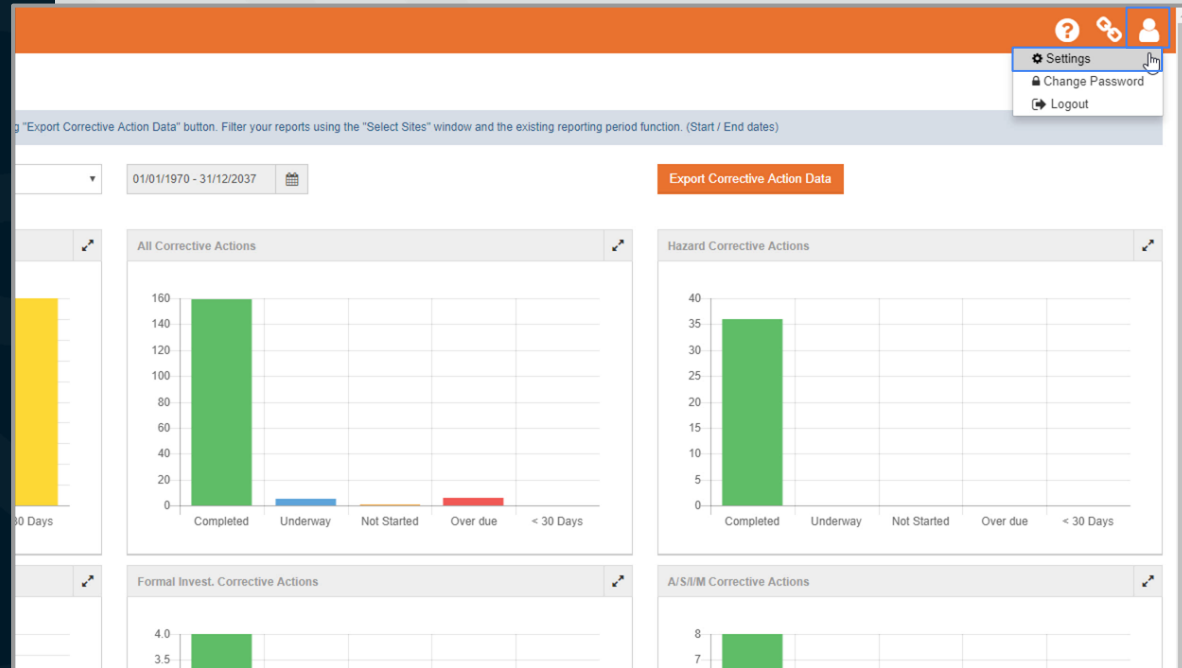 ?
Settings
Change Password
Logout
"Export Corrective Action Data" button. Filter your reports using the "Select Sites" window and the existing reporting period function. (Start / End dates)
01/01/1970 - 31/12/2037
Export Corrective Action Data
All Corrective Actions
Hazard Corrective Actions
160
140
120
100
80
60
40
20
0
Completed Underway Not Started Over due < 30 Days
40
35
30
25
20
15
10
5
0
Completed Underway Not Started Over due < 30 Days
30 Days
Formal Invest. Corrective Actions
A/S/I/M Corrective Actions
4.0
3.5
8
7